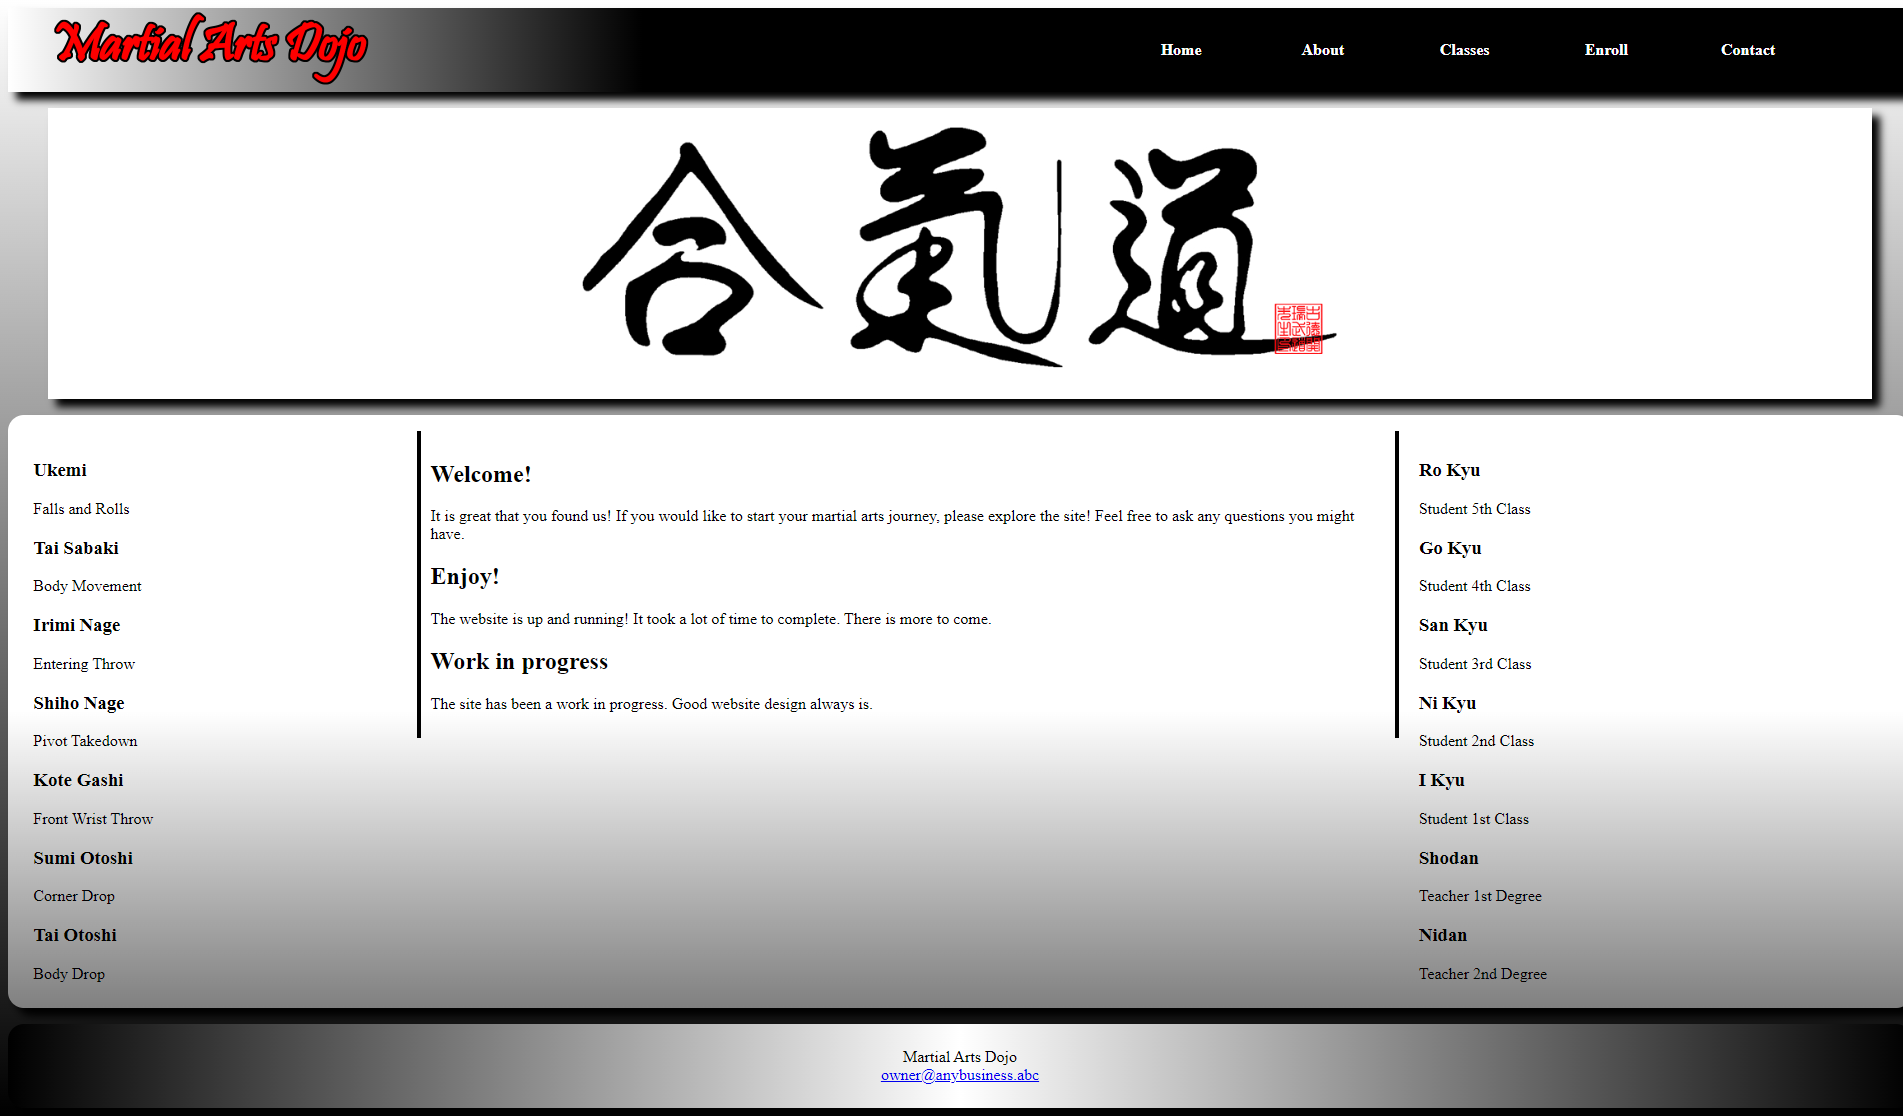 Martial Arts Dojo
Home About Classes Enroll Contact
合氣道
Ukemi
Falls and Rolls
Tai Sabaki
Body Movement
Irimi Nage
Entering Throw
Shiho Nage
Pivot Takedown
Kote Gashi
Front Wrist Throw
Sumi Otoshi
Corner Drop
Tai Otoshi
Body Drop
Welcome!
It is great that you found us! If you would like to start your martial arts journey, please explore the site! Feel free to ask any questions you might
have.
Enjoy!
The website is up and running! It took a lot of time to complete. There is more to come.
Work in progress
The site has been a work in progress. Good website design always is.
Ro Kyu
Student 5th Class
Go Kyu
Student 4th Class
San Kyu
Student 3rd Class
Ni Kyu
Student 2nd Class
I Kyu
Student 1st Class
Shodan
Teacher 1st Degree
Nidan
Teacher 2nd Degree
Martial Arts Dojo
owner@anybusiness.abc